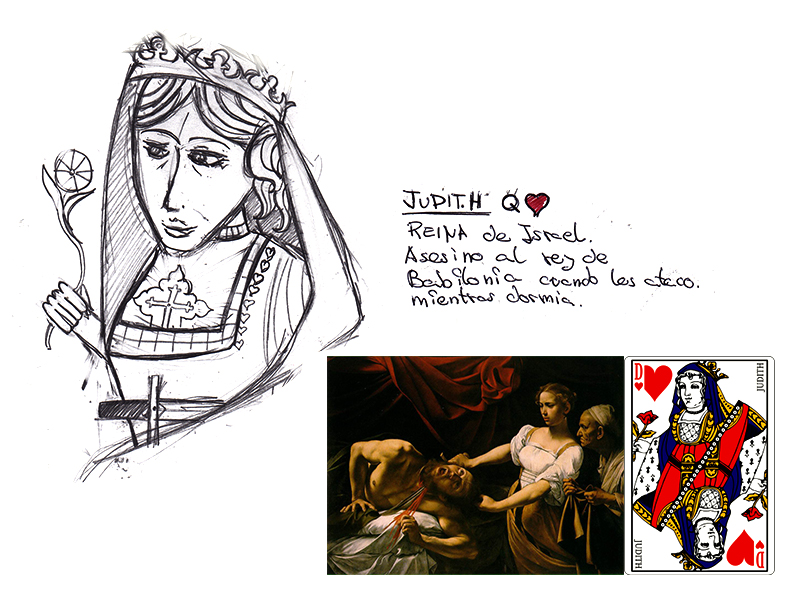 JUDITH Q♥
REINA de Israel.
Asesino al rey de
Babilonia cuando les ataco.
mientras dormia.
D
JUDITH
JUDITH
D